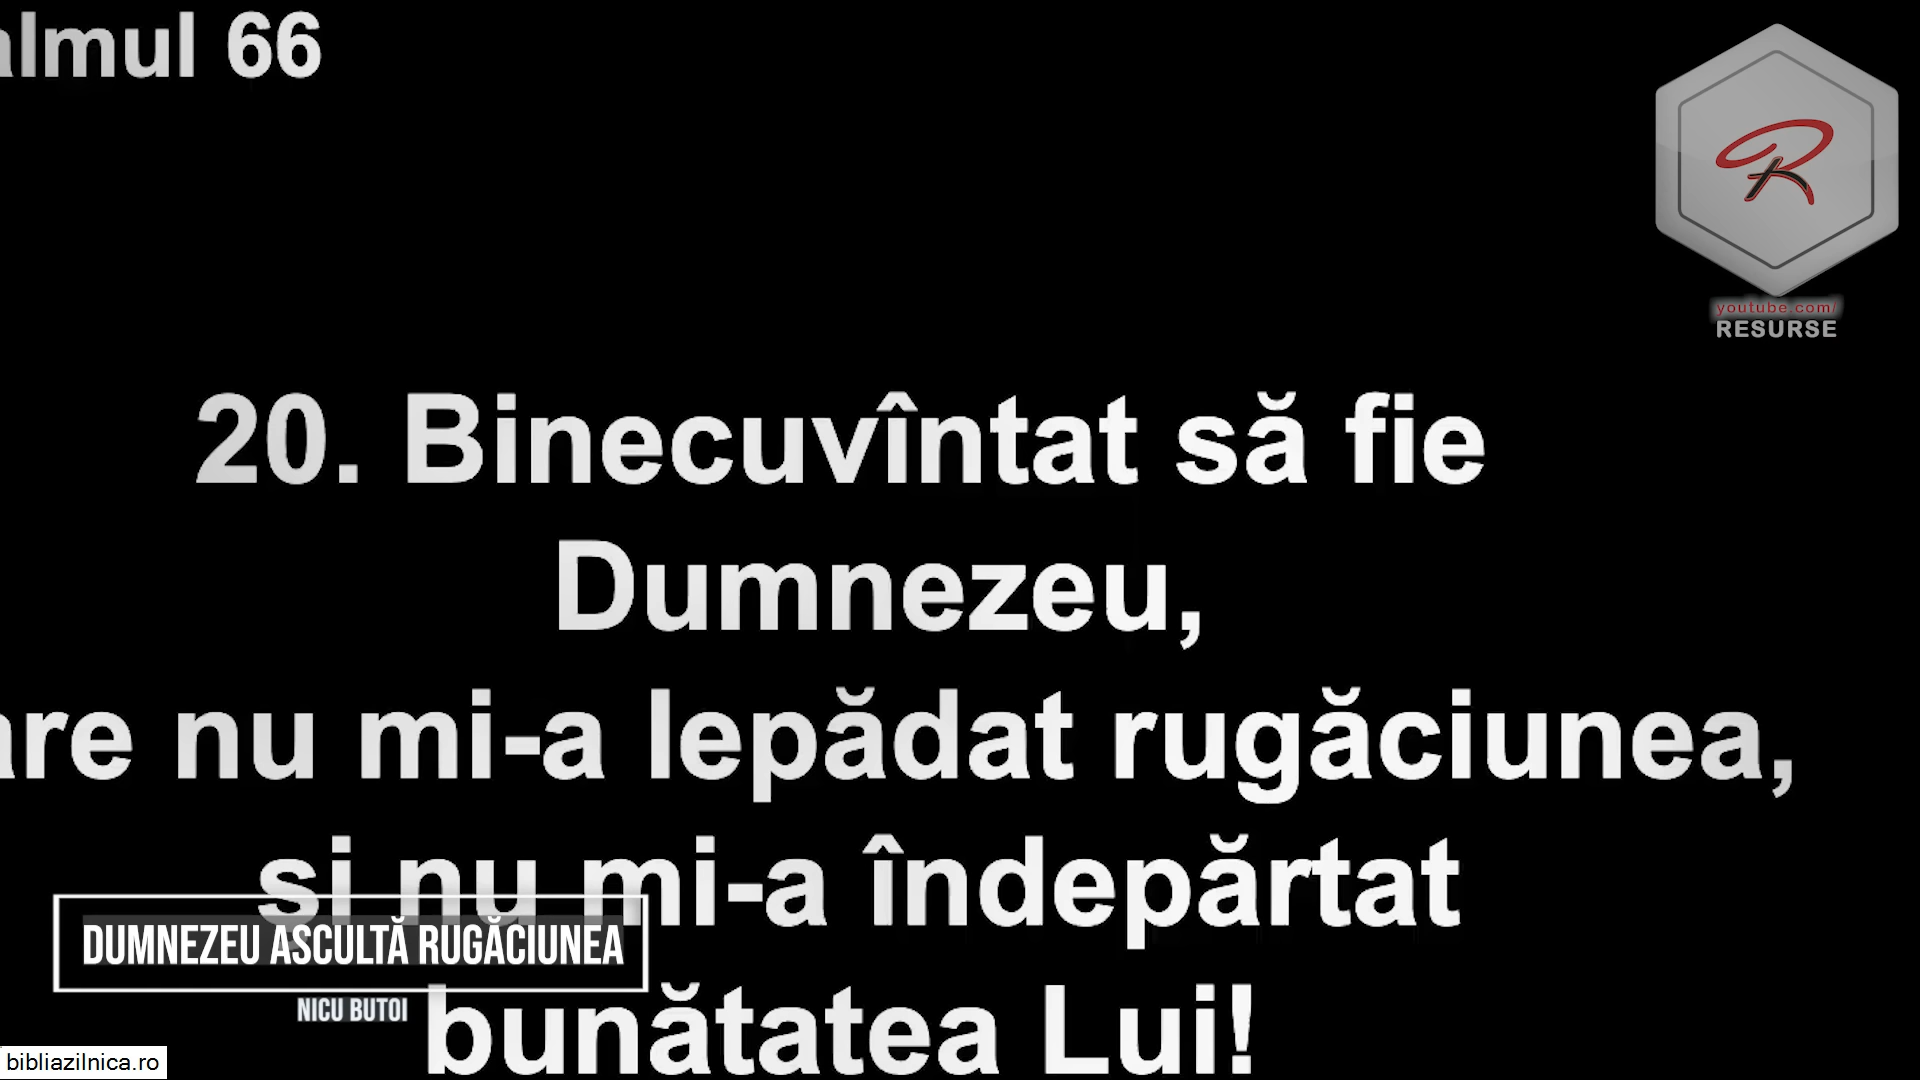 almul 66
youtube.com/
RESURSE
20. Binecuvîntat să fie
Dumnezeu,
are nu mi-a lepădat rugăciunea,
si nu mi-a îndepărtat
bunătatea Lui!
DUMNEZEU ASCULTĂ RUGĂCIUNEA
NICU BUTOI
bibliazilnica.ro